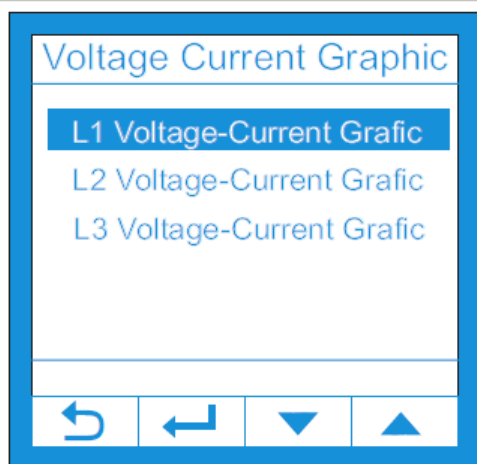 Voltage Current Graphic
L1 Voltage-Current Grafic
L2 Voltage-Current Grafic
L3 Voltage-Current Grafic